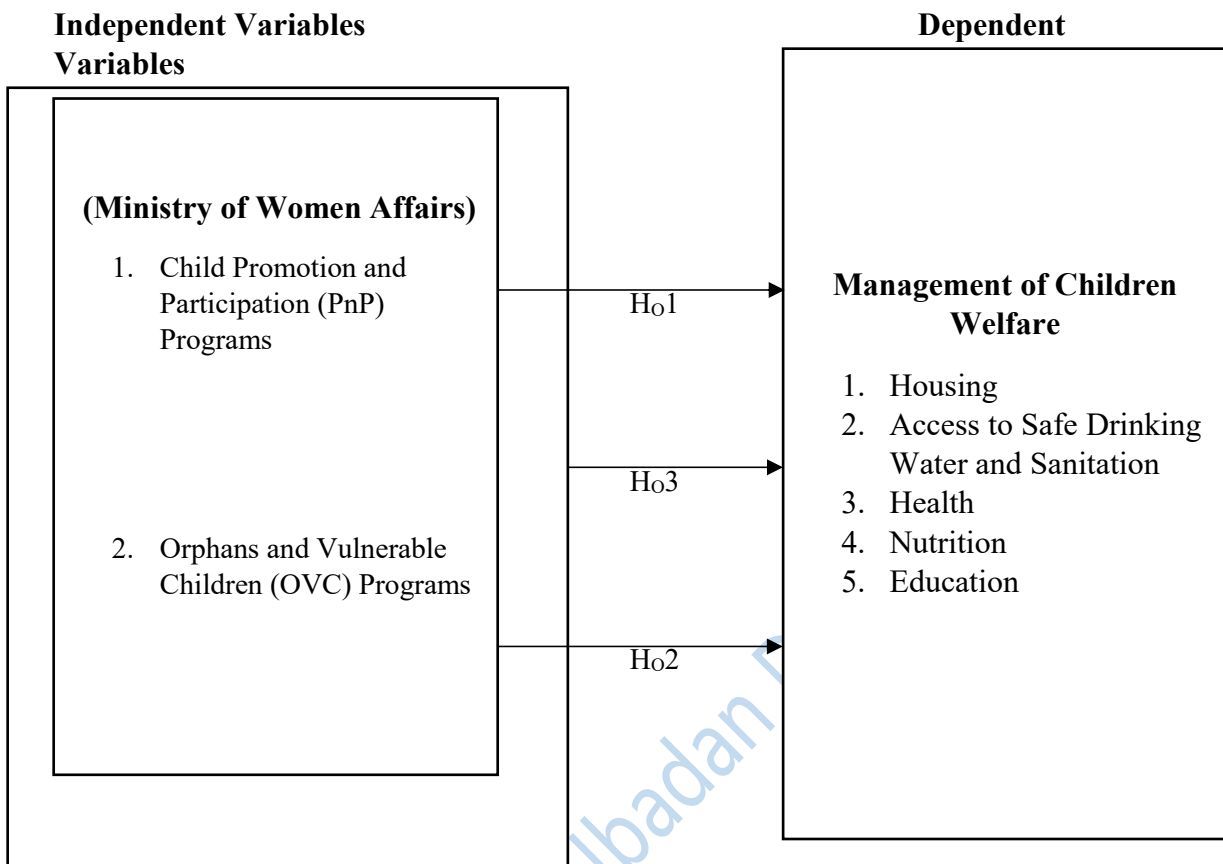 Independent Variables
Variables
Dependent
(Ministry of Women Affairs)
1. Child Promotion and
Participation (PnP)
Programs
2. Orphans and Vulnerable
Children (OVC) Programs
HO1
HO3
HO2
Management of Children
Welfare
1. Housing
2. Access to Safe Drinking
Water and Sanitation
3. Health
4. Nutrition
5. Education
Ibadan